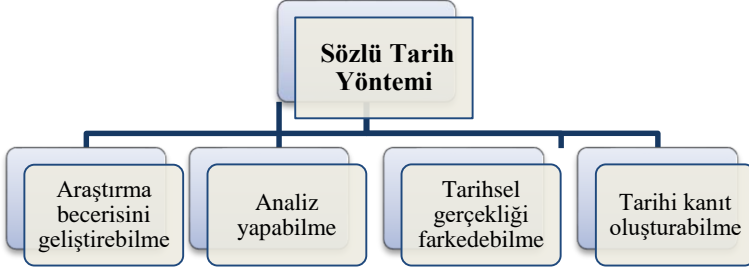 Sözlü Tarih
Yöntemi
Araştırma
becerisini
geliştirebilme
Analiz
yapabilme
Tarihsel
gerçekliği
farkedebilme
Tarihi kanıt
oluşturabilme